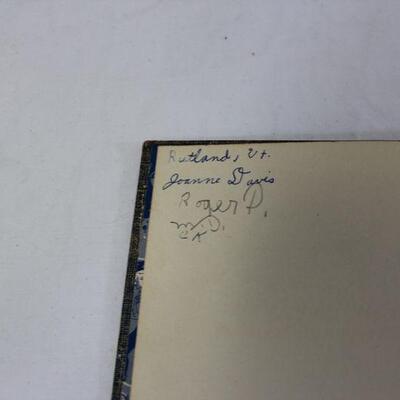 Rutland, Vt.
Joanne Davis
Roger P.